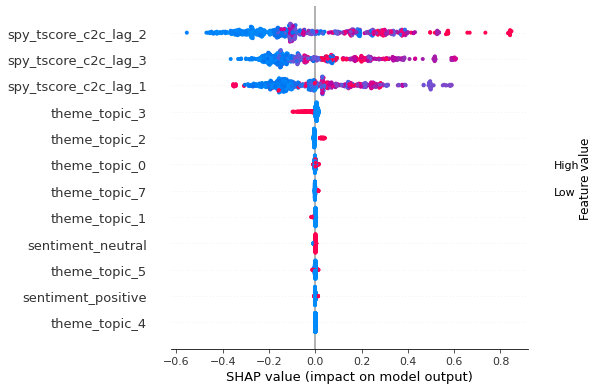 spy_tscore_c2c_lag_2
spy_tscore_c2c_lag_3
spy_tscore_c2c_lag_1
theme_topic_3
theme_topic_2
theme_topic_0
theme_topic_7
theme_topic_1
sentiment_neutral
theme_topic_5
sentiment_positive
theme_topic_4
−0.6 −0.4 −0.2 0.0 0.2 0.4 0.6 0.8
SHAP value (impact on model output)
High
Low
Feature value